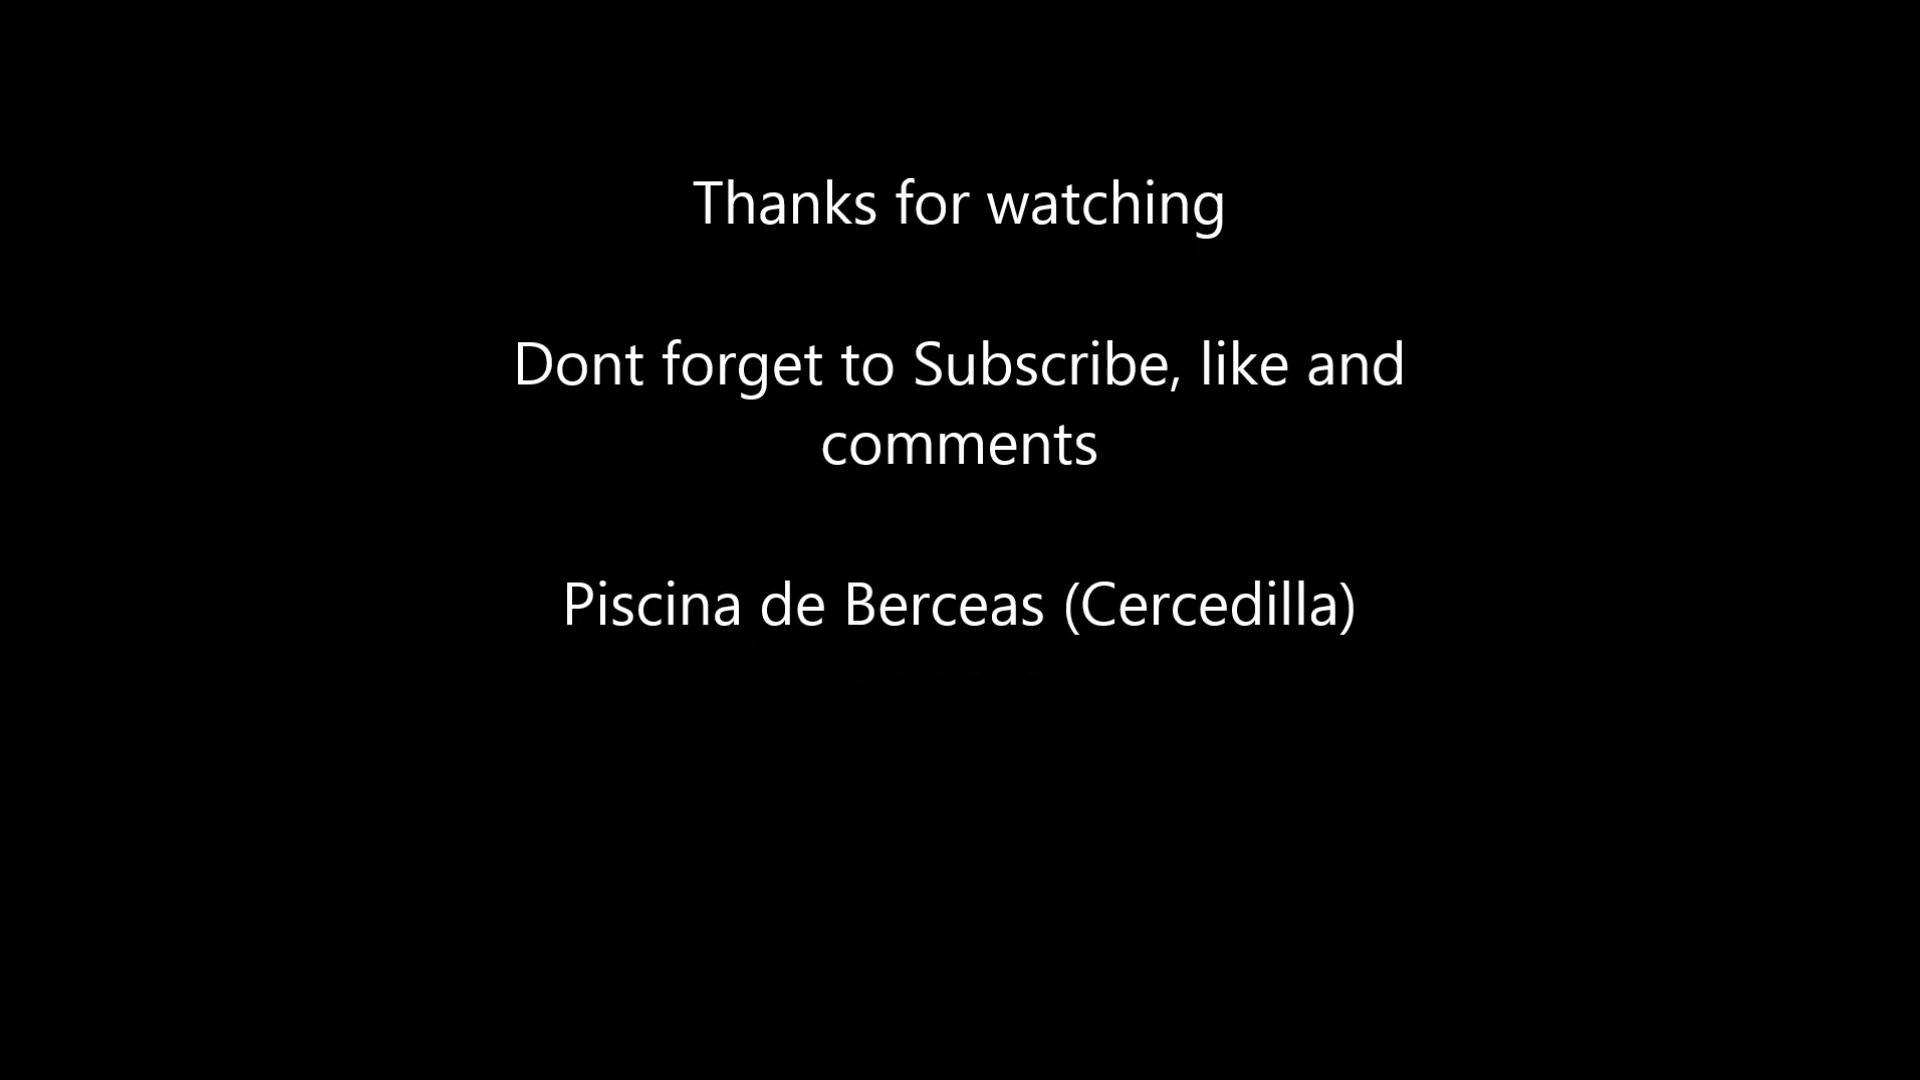 Thanks for watching
Dont forget to Subscribe, like and
comments
Piscina de Berceas (Cercedilla)